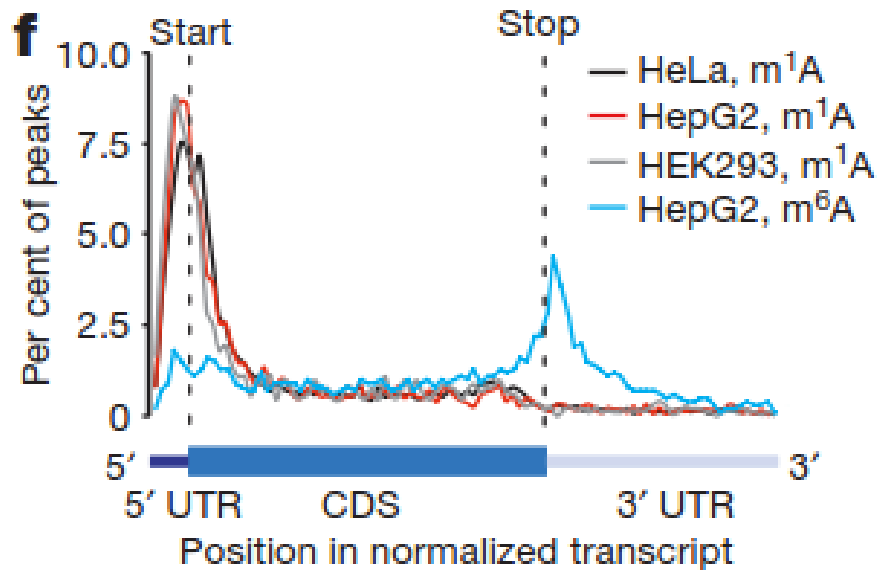 f
Start
Stop
10.0
7.5
5.0
2.5
0
Per cent of peaks
HeLa, m¹A
HepG2, m¹A
HEK293, m¹A
HepG2, m⁶A
5′
3′
5′ UTR
CDS
3′ UTR
Position in normalized transcript